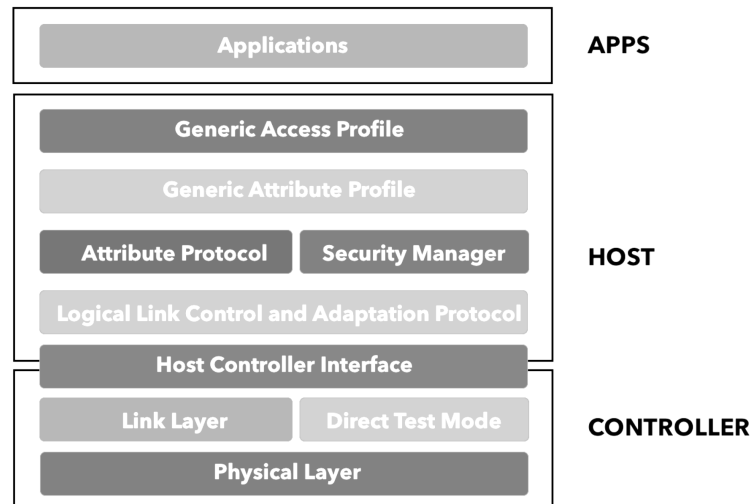 Applications
APPS
Generic Access Profile
Generic Attribute Profile
Attribute Protocol
Security Manager
HOST
Logical Link Control and Adaptation Protocol
Host Controller Interface
Link Layer
Direct Test Mode
CONTROLLER
Physical Layer